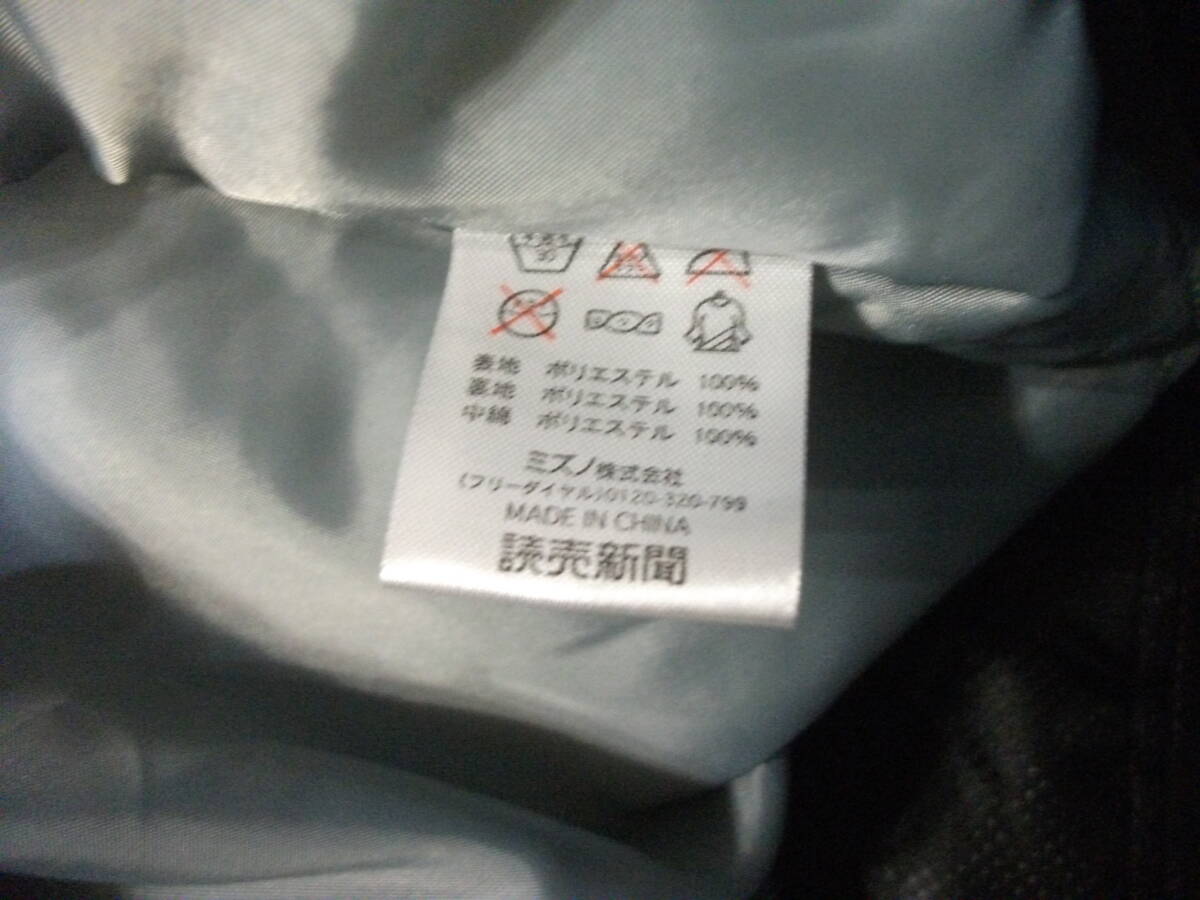 30
表地 ポリエステル 100%
裏地 ポリエステル 100%
中綿 ポリエステル 100%
ミズノ株式会社
(フリーダイヤル)0120-320-799
MADE IN CHINA
読売新聞